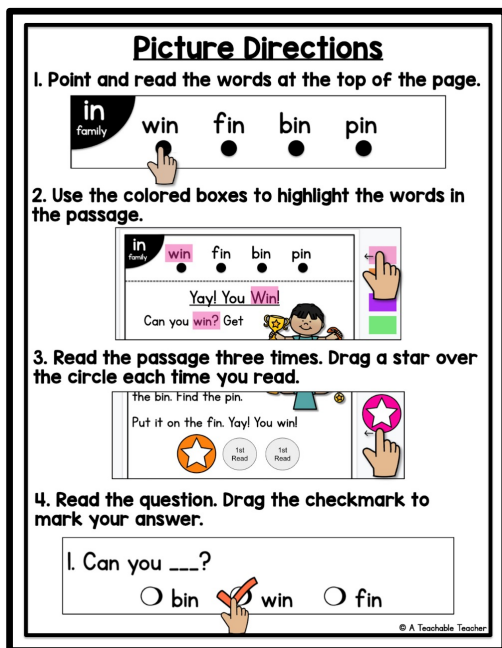 Picture Directions
1. Point and read the words at the top of the page.
in
family
win fin bin pin
2. Use the colored boxes to highlight the words in
the passage.
in
family
win fin bin pin
Yay! You Win!
Can you win? Get
3. Read the passage three times. Drag a star over
the circle each time you read.
the bin. Find the pin.
Put it on the fin. Yay! You win!
1st
Read
1st
Read
4. Read the question. Drag the checkmark to
mark your answer.
1. Can you ___?
bin win fin
© A Teachable Teacher